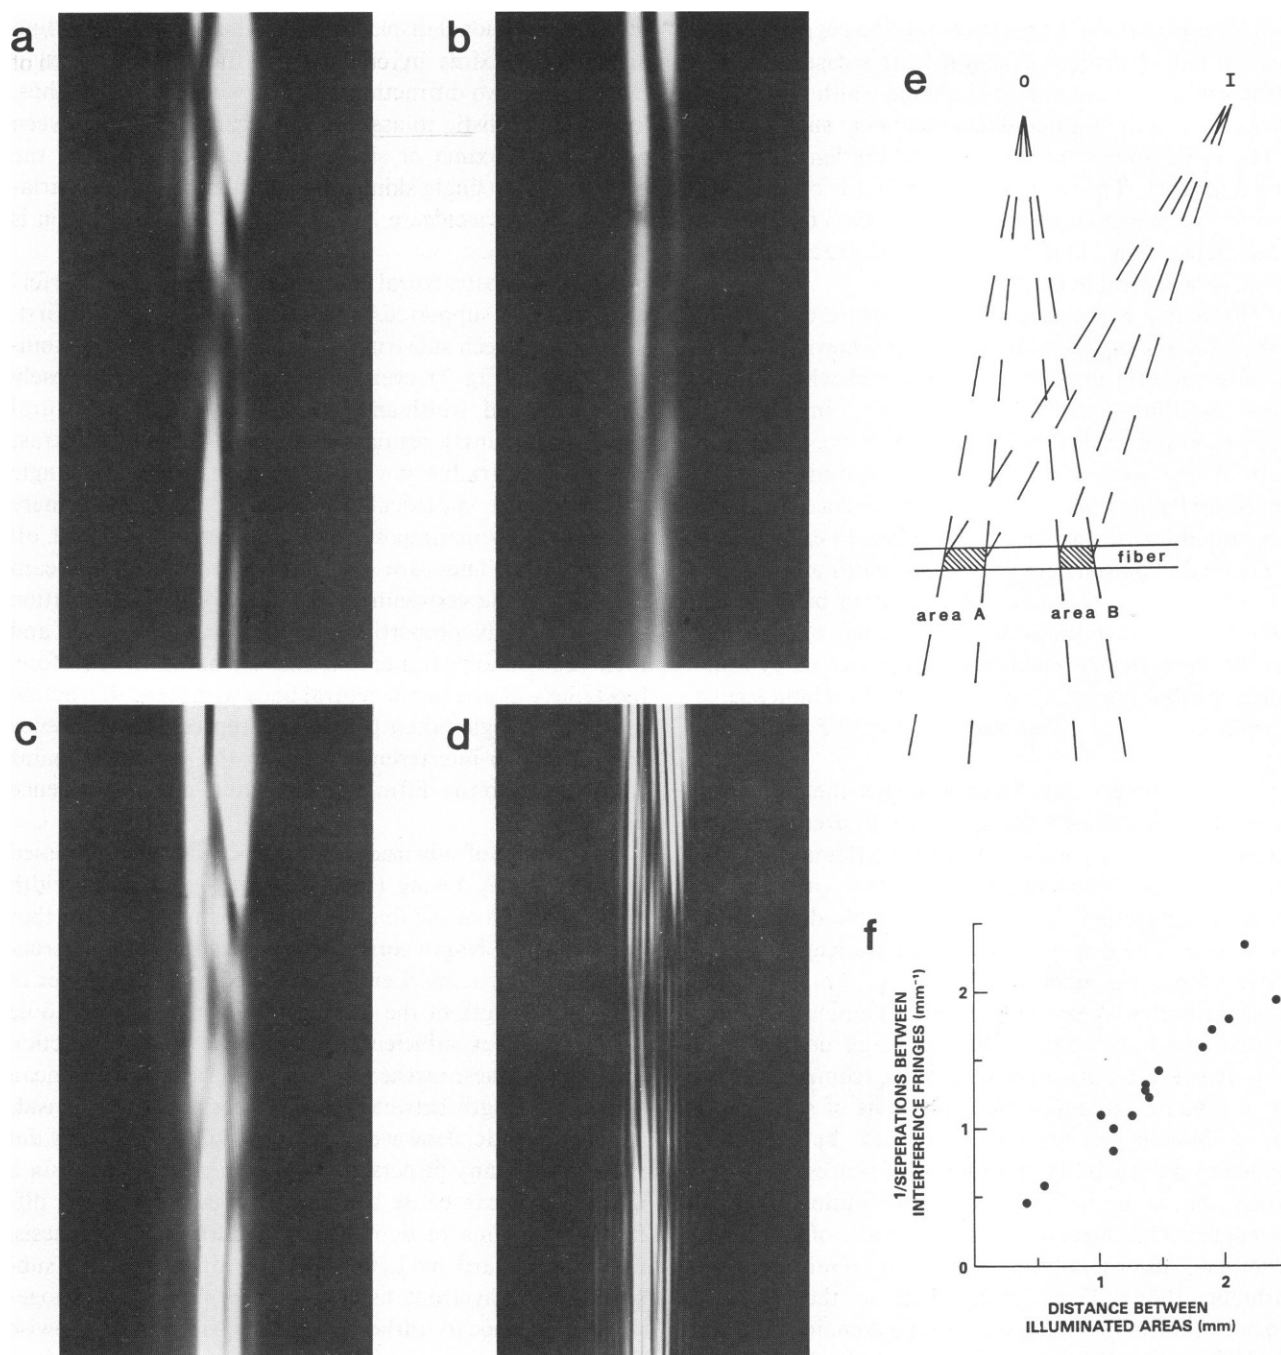 a
b
e
O
I
fiber
area A
area B
c
d
f
1/SEPERATIONS BETWEEN
INTERFERENCE FRINGES (mm⁻¹)
2
1
0
0
1
2
DISTANCE BETWEEN
ILLUMINATED AREAS (mm)